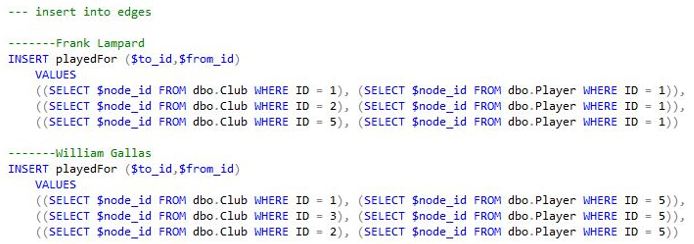 --- insert into edges
-------Frank Lampard
INSERT playedFor ($to_id,$from_id)
VALUES
((SELECT $node_id FROM dbo.Club WHERE ID = 1), (SELECT $node_id FROM dbo.Player WHERE ID = 1)),
((SELECT $node_id FROM dbo.Club WHERE ID = 2), (SELECT $node_id FROM dbo.Player WHERE ID = 1)),
((SELECT $node_id FROM dbo.Club WHERE ID = 5), (SELECT $node_id FROM dbo.Player WHERE ID = 1))
-------William Gallas
INSERT playedFor ($to_id,$from_id)
VALUES
((SELECT $node_id FROM dbo.Club WHERE ID = 1), (SELECT $node_id FROM dbo.Player WHERE ID = 5)),
((SELECT $node_id FROM dbo.Club WHERE ID = 3), (SELECT $node_id FROM dbo.Player WHERE ID = 5)),
((SELECT $node_id FROM dbo.Club WHERE ID = 2), (SELECT $node_id FROM dbo.Player WHERE ID = 5))